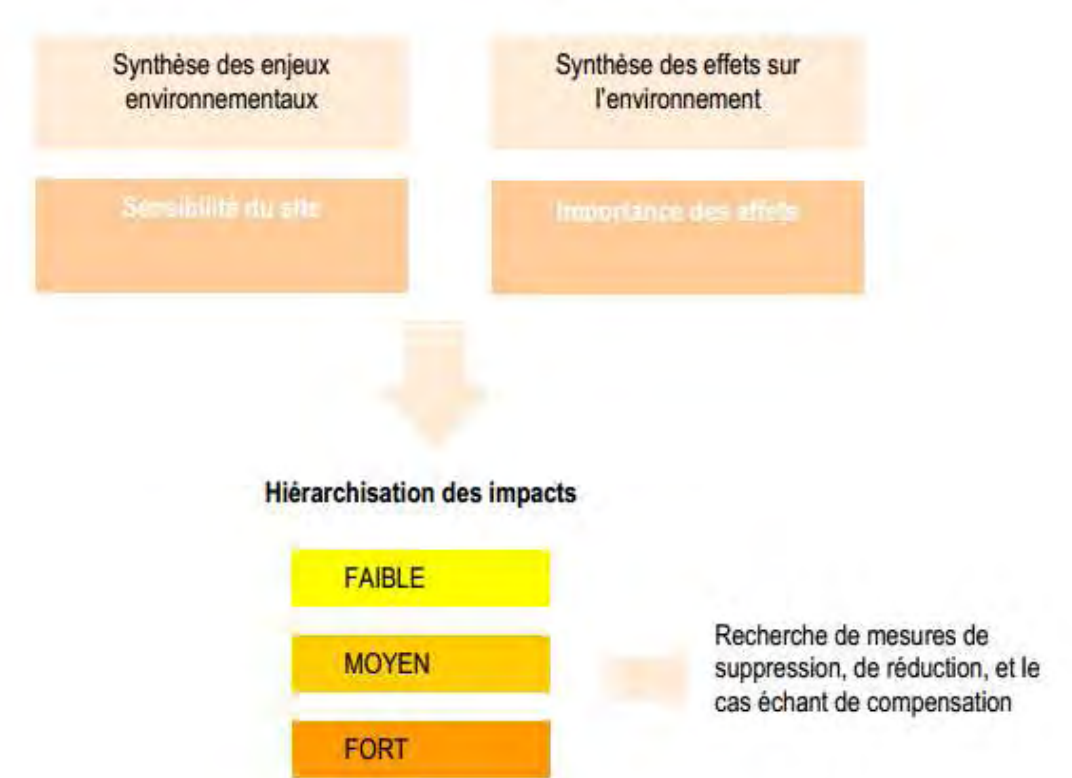 Synthèse des enjeux
environnementaux
Synthèse des effets sur
l'environnement
Sensibilité du site
Importance des effets
Hiérarchisation des impacts
FAIBLE
MOYEN
FORT
Recherche de mesures de
suppression, de réduction, et le
cas échant de compensation